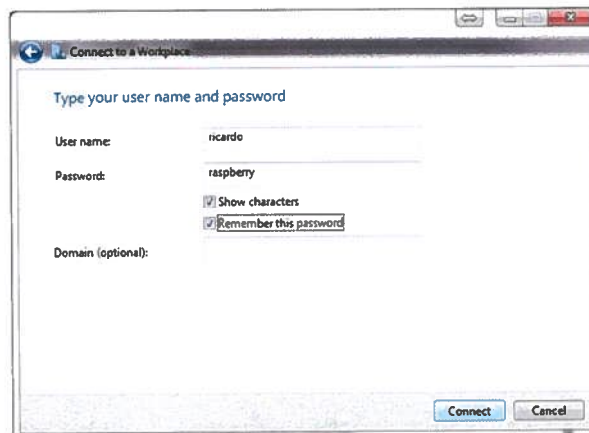 Connect to a Workplace
Type your user name and password
User name: ricardo
Password: raspberry
Show characters
Remember this password
Domain (optional):
Connect Cancel